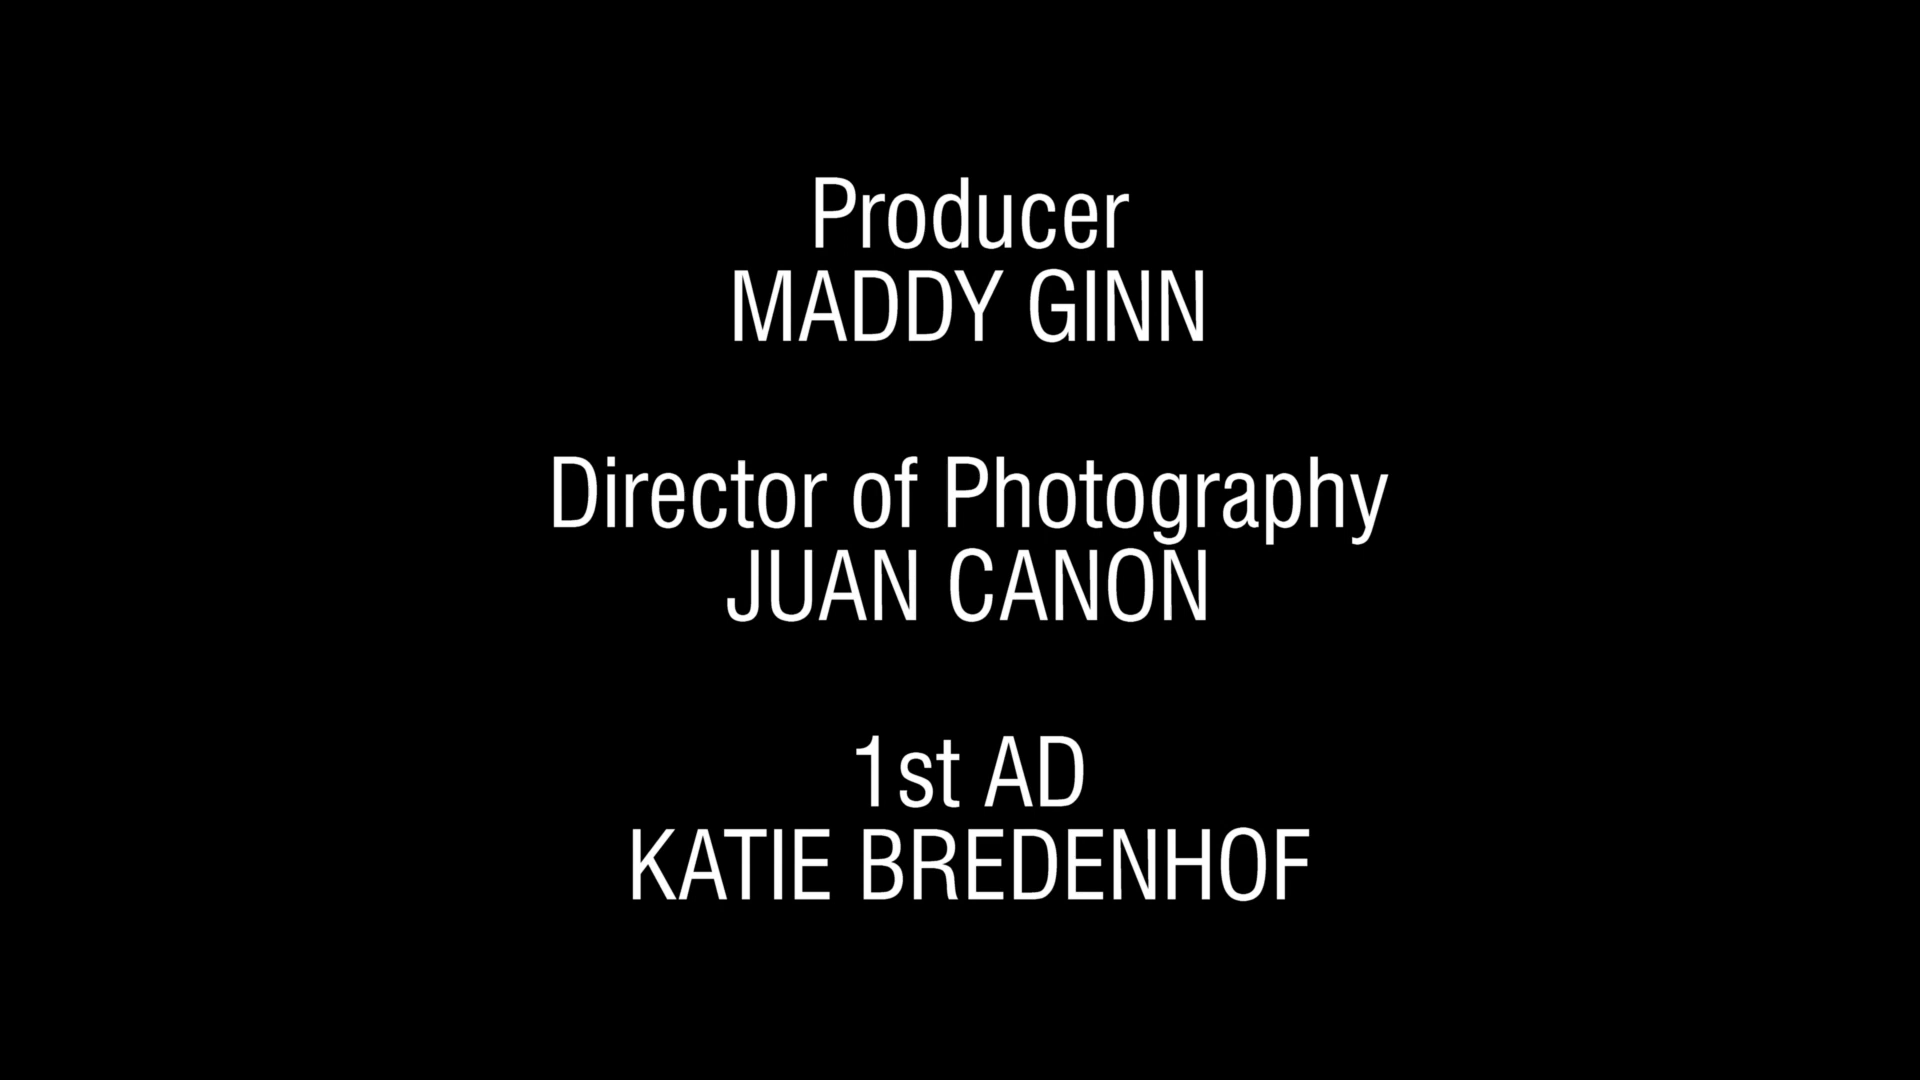 Producer
MADDY GINN
Director of Photography
JUAN CANON
1st AD
KATIE BREDENHOF